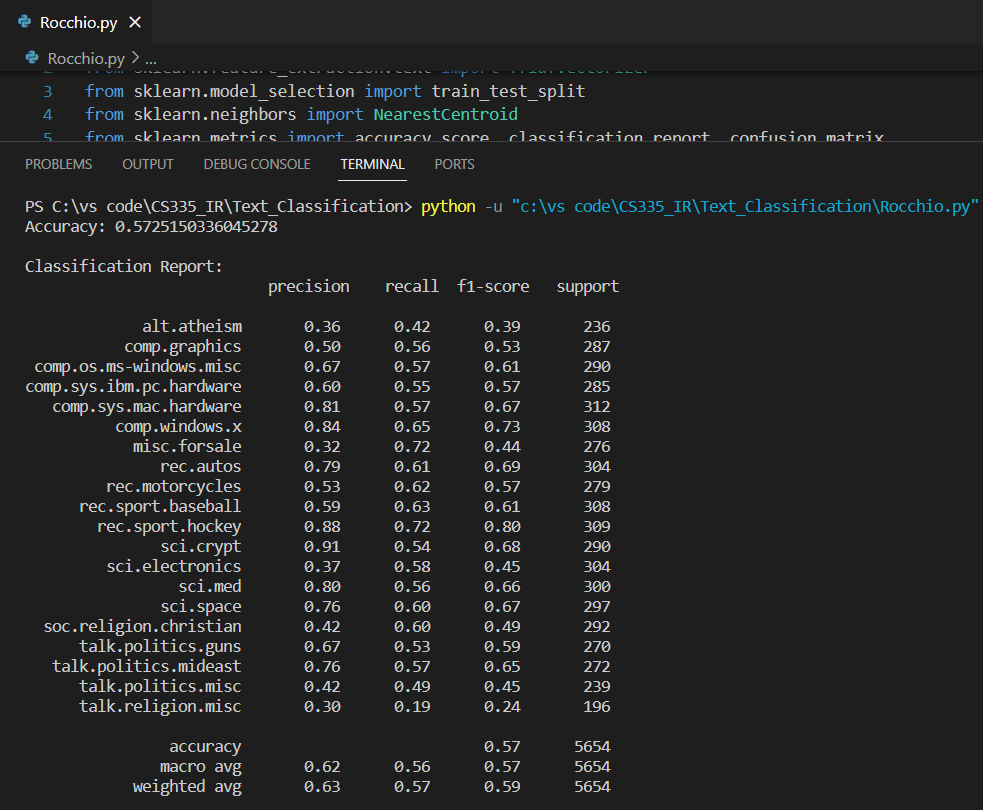 Rocchio.py
Rocchio.py > ...
3 from sklearn.model_selection import train_test_split
4 from sklearn.neighbors import NearestCentroid
5 from sklearn.metrics import accuracy_score, classification_report, confusion_matrix
PROBLEMS OUTPUT DEBUG CONSOLE TERMINAL PORTS
PS C:\vs code\CS335_IR\Text_Classification> python -u "c:\vs code\CS335_IR\Text_Classification\Rocchio.py"
Accuracy: 0.5725150336045278
Classification Report:
precision recall f1-score support
alt.atheism 0.36 0.42 0.39 236
comp.graphics 0.50 0.56 0.53 287
comp.os.ms-windows.misc 0.67 0.57 0.61 290
comp.sys.ibm.pc.hardware 0.60 0.55 0.57 285
comp.sys.mac.hardware 0.81 0.57 0.67 312
comp.windows.x 0.84 0.65 0.73 308
misc.forsale 0.32 0.72 0.44 276
rec.autos 0.79 0.61 0.69 304
rec.motorcycles 0.53 0.62 0.57 279
rec.sport.baseball 0.59 0.63 0.61 308
rec.sport.hockey 0.88 0.72 0.80 309
sci.crypt 0.91 0.54 0.68 290
sci.electronics 0.37 0.58 0.45 304
sci.med 0.80 0.56 0.66 300
sci.space 0.76 0.60 0.67 297
soc.religion.christian 0.42 0.60 0.49 292
talk.politics.guns 0.67 0.53 0.59 270
talk.politics.mideast 0.76 0.57 0.65 272
talk.politics.misc 0.42 0.49 0.45 239
talk.religion.misc 0.30 0.19 0.24 196
accuracy 0.57 5654
macro avg 0.62 0.56 0.57 5654
weighted avg 0.63 0.57 0.59 5654